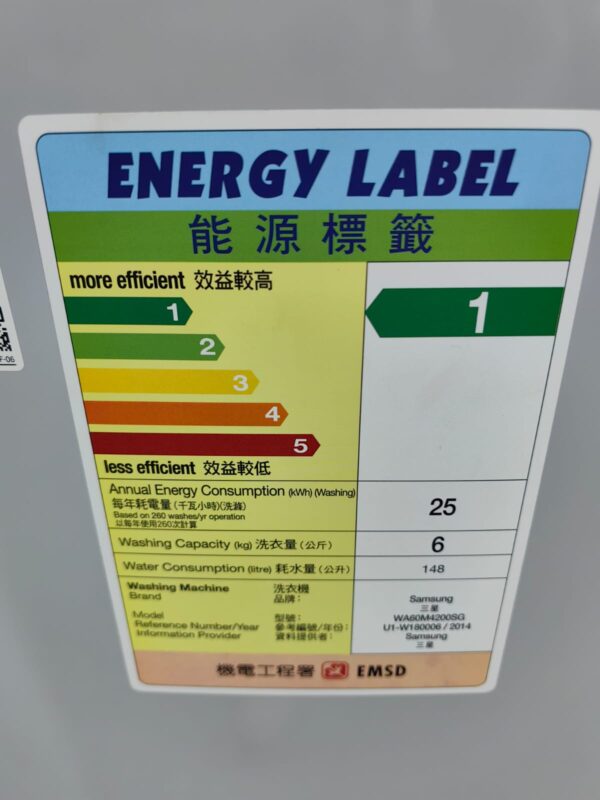 ENERGY LABEL
能源標籤
more efficient 效益較高
1
1
2
3
4
5
less efficient 效益較低
Annual Energy Consumption (kWh) (Washing)
每年耗電量 (千瓦小時)(洗滌)
Based on 260 washes/yr operation
以每年使用260次計算
25
Washing Capacity (kg) 洗衣量 (公斤)
6
Water Consumption (litre) 耗水量 (公升)
148
Washing Machine 洗衣機
Brand 品牌:
Samsung
三星
Model 型號:
WA60M4200SG
Reference Number/Year 參考編號/年份:
U1-W180006 / 2014
Information Provider 資料提供者:
Samsung
三星
機電工程署 EMSD
-06